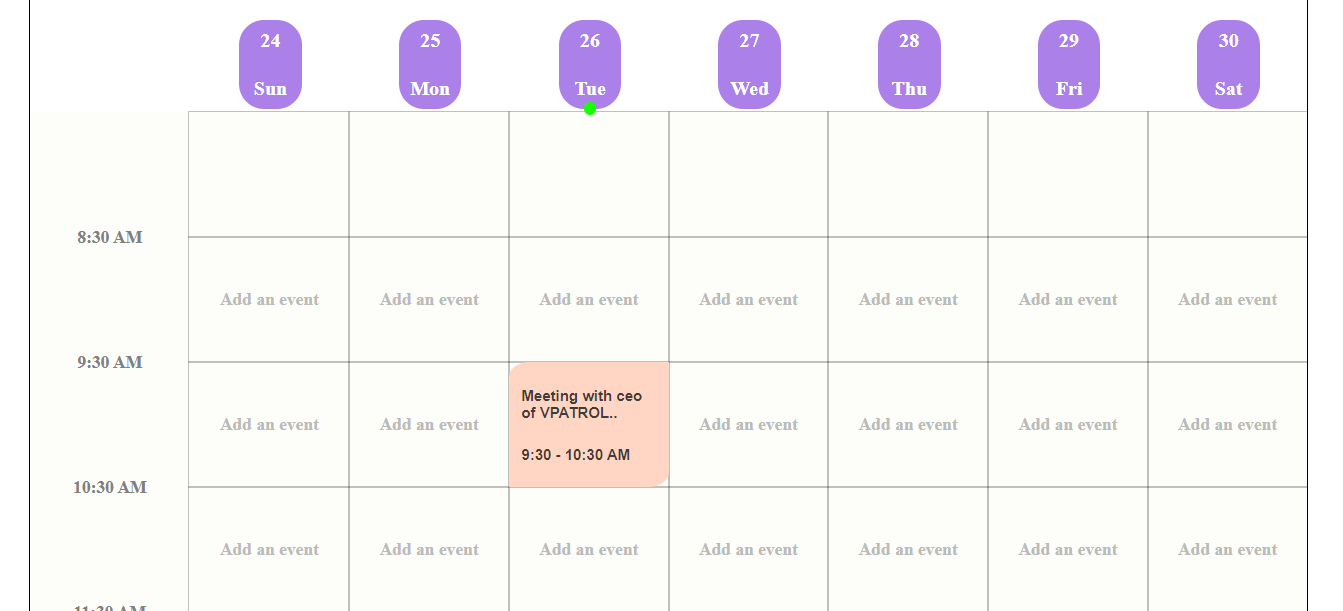 24 25 26 27 28 29 30
Sun Mon Tue Wed Thu Fri Sat
8:30 AM
Add an event Add an event Add an event Add an event Add an event Add an event Add an event
9:30 AM
Meeting with ceo
of VPATROL..
Add an event Add an event Add an event Add an event Add an event Add an event
9:30 - 10:30 AM
10:30 AM
Add an event Add an event Add an event Add an event Add an event Add an event Add an event
11:30 AM